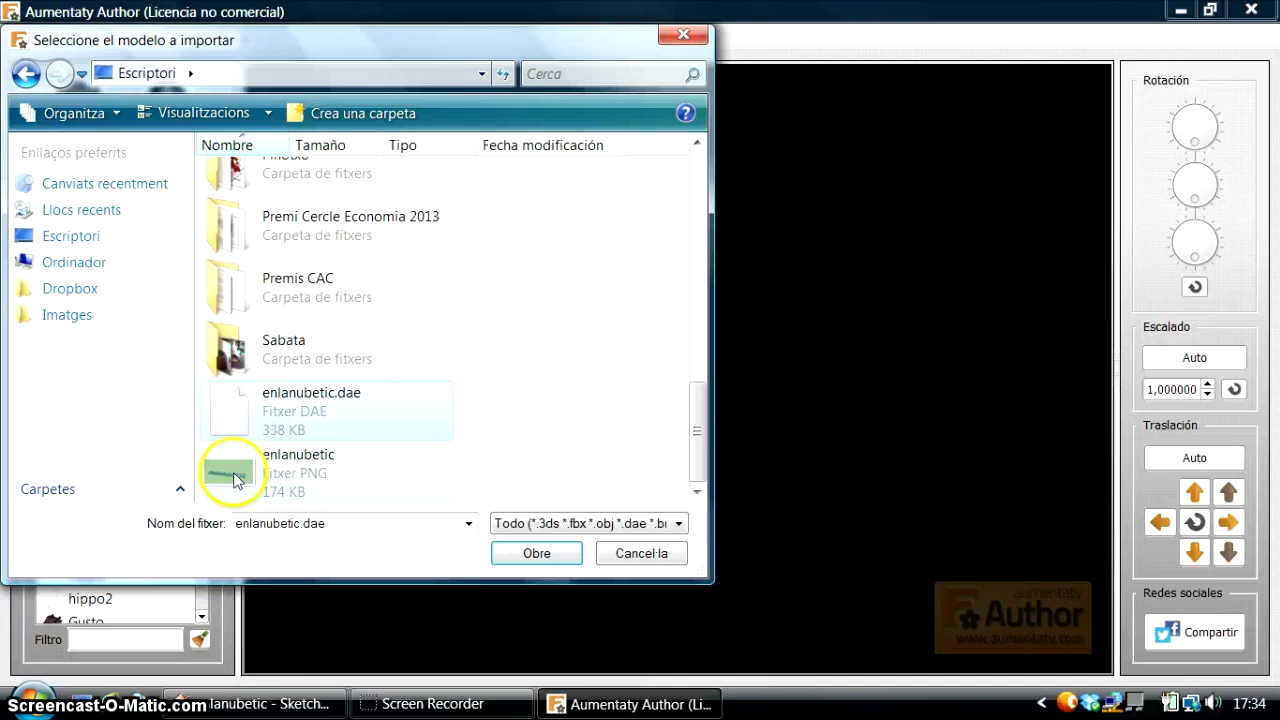 Aumentaty Author (Licencia no comercial)
Seleccione el modelo a importar
Escriptori
Cerca
Organitza
Visualitzacions
Crea una carpeta
Enllaços preferits
Canviats recentment
Llocs recents
Escriptori
Ordinador
Dropbox
Imatges
Carpetes
Nombre
Tamaño
Tipo
Fecha modificación
Pinotxo
Carpeta de fitxers
Premi Cercle Economia 2013
Carpeta de fitxers
Premis CAC
Carpeta de fitxers
Sabata
Carpeta de fitxers
enlanubetic.dae
Fitxer DAE
338 KB
enlanubetic
Fitxer PNG
174 KB
Nom del fitxer:
enlanubetic.dae
Todo (*.3ds *.fbx *.obj *.dae *.br
Obre
Cancel·la
hippo2
Gusto
Filtro
Rotación
Escalado
Auto
1,000000
Traslación
Auto
Redes sociales
Compartir
aumentaty
Author
www.aumentaty.com
Screencast-O-Matic.com
lanubetic - Sketch...
Screen Recorder
Aumentaty Author (Li...
17:34